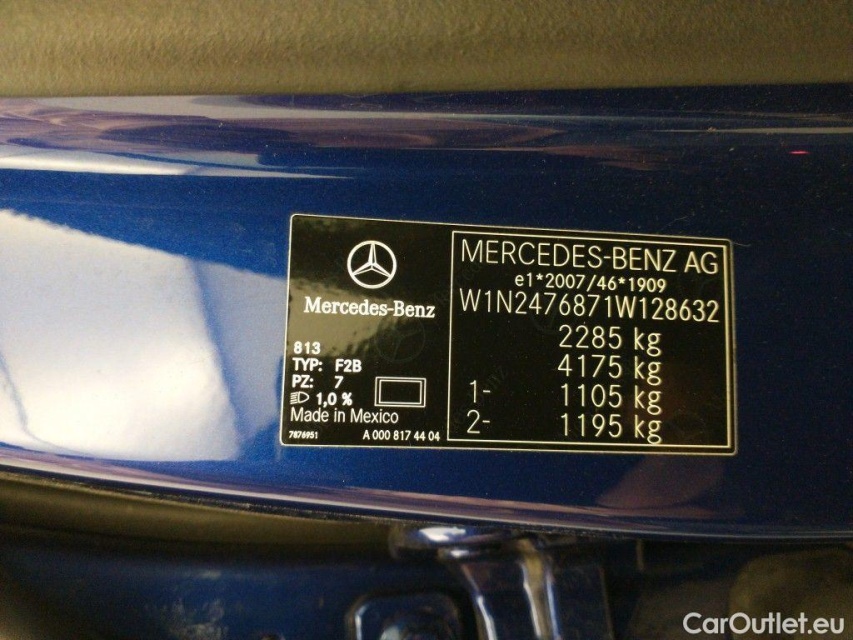 Mercedes-Benz
813
TYP: F2B
PZ: 7
1,0 %
Made in Mexico
7876951 A 000 817 44 04
MERCEDES-BENZ AG
e1*2007/46*1909
W1N2476871W128632
2285 kg
4175 kg
1- 1105 kg
2- 1195 kg
CarOutlet.eu